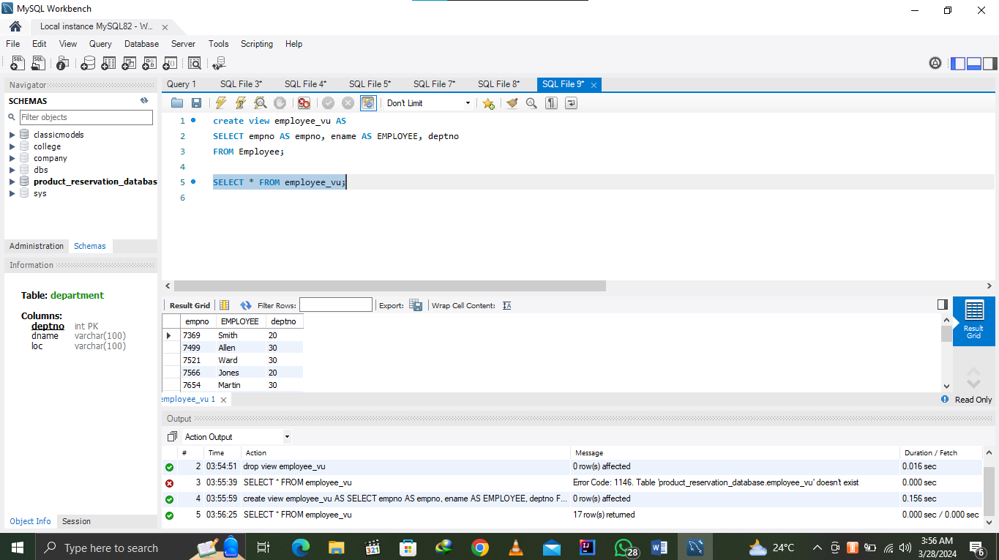 MySQL Workbench
Local instance MySQL82 - W...
File Edit View Query Database Server Tools Scripting Help
Navigator
SCHEMAS
Filter objects
classicmodels
college
company
dbs
product_reservation_databas
sys
Administration Schemas
Information
Table: department
Columns:
deptno int PK
dname varchar(100)
loc varchar(100)
Object Info Session
Query 1 SQL File 3* SQL File 4* SQL File 5* SQL File 7* SQL File 8* SQL File 9*
Don't Limit
1 create view employee_vu AS
2 SELECT empno AS empno, ename AS EMPLOYEE, deptno
3 FROM Employee;
4
5 SELECT * FROM employee_vu;
6
Result Grid Filter Rows: Export: Wrap Cell Content:
empno EMPLOYEE deptno
7369 Smith 20
7499 Allen 30
7521 Ward 30
7566 Jones 20
7654 Martin 30
Result
Grid
employee_vu 1
Read Only
Output
Action Output
# Time Action Message Duration / Fetch
2 03:54:51 drop view employee_vu 0 row(s) affected 0.016 sec
3 03:55:39 SELECT * FROM employee_vu Error Code: 1146. Table 'product_reservation_database.employee_vu' doesn't exist 0.000 sec
4 03:55:59 create view employee_vu AS SELECT empno AS empno, ename AS EMPLOYEE, deptno F... 0 row(s) affected 0.156 sec
5 03:56:25 SELECT * FROM employee_vu 17 row(s) returned 0.000 sec / 0.000 sec
Type here to search
321
28
24°C
3:56 AM
3/28/2024
6